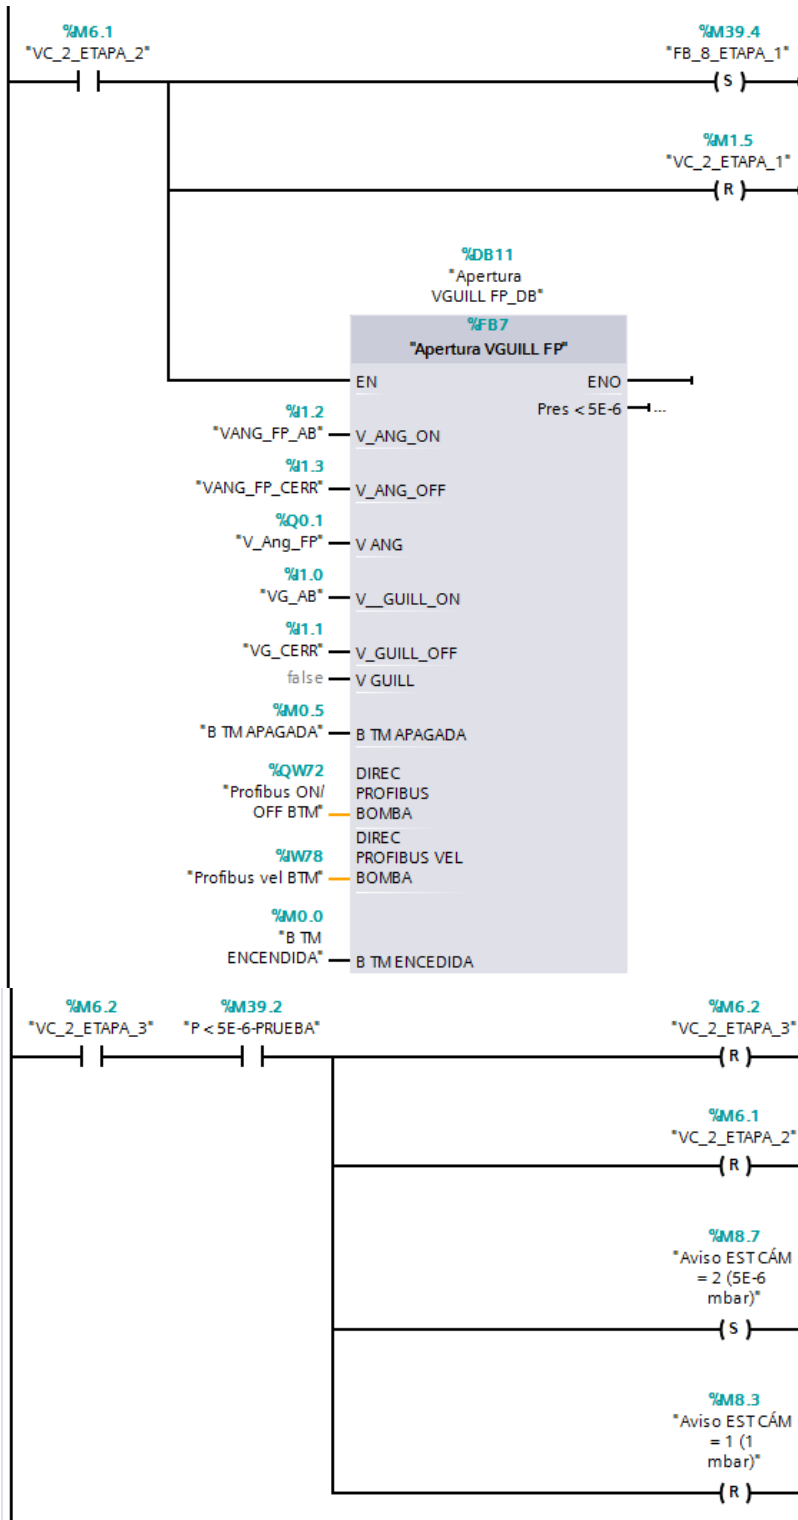 %M6.1
"VC_2_ETAPA_2"
%M39.4
"FB_8_ETAPA_1"
S
%M1.5
"VC_2_ETAPA_1"
R
%DB11
"Apertura
VGUILL FP_DB"
%FB7
"Apertura VGUILL FP"
EN
ENO
Pres < 5E-6
...
%I1.2
"VANG_FP_AB"
V_ANG_ON
%I1.3
"VANG_FP_CERR"
V_ANG_OFF
%Q0.1
"V_Ang_FP"
V ANG
%I1.0
"VG_AB"
V__GUILL_ON
%I1.1
"VG_CERR"
V_GUILL_OFF
false
V GUILL
%M0.5
"B TM APAGADA"
B TM APAGADA
%QW72
"Profibus ON/
OFF BTM"
DIREC
PROFIBUS
BOMBA
%IW78
"Profibus vel BTM"
DIREC
PROFIBUS VEL
BOMBA
%M0.0
"B TM
ENCENDIDA"
B TM ENCEDIDA
%M6.2
"VC_2_ETAPA_3"
%M39.2
"P < 5E-6-PRUEBA"
%M6.2
"VC_2_ETAPA_3"
R
%M6.1
"VC_2_ETAPA_2"
R
%M8.7
"Aviso EST CÁM
= 2 (5E-6
mbar)"
S
%M8.3
"Aviso EST CÁM
= 1 (1
mbar)"
R